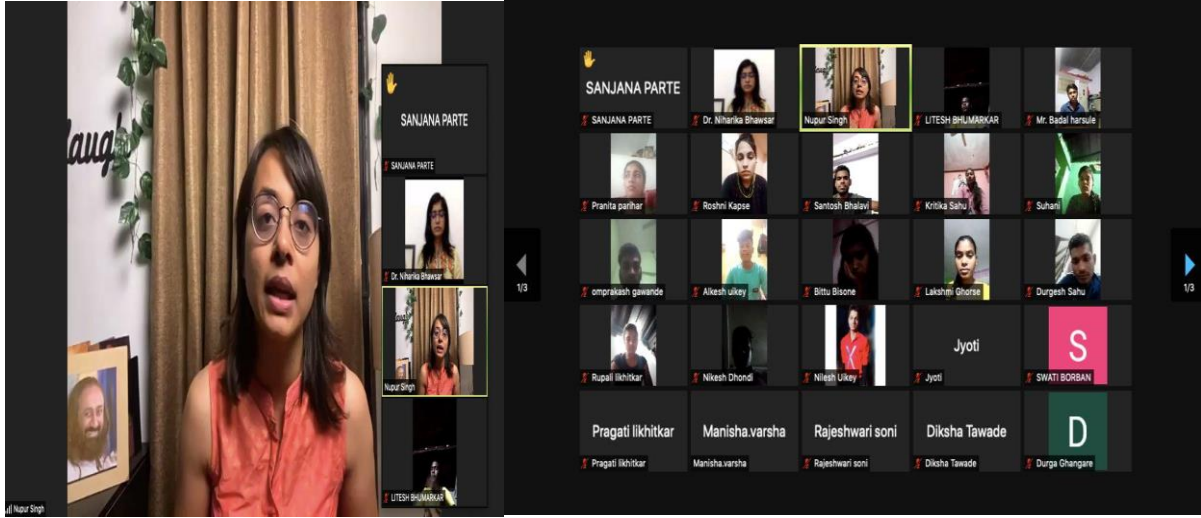 laugh
SANJANA PARTE
SANJANA PARTE
Dr. Niharika Bhawsar
Nupur Singh
LITESH BHUMARKAR
Nupur Singh
1/3
SANJANA PARTE
SANJANA PARTE
Dr. Niharika Bhawsar
Nupur Singh
LITESH BHUMARKAR
Mr. Badal harsule
Pranita parihar
Roshni Kapse
Santosh Bhalavi
Kritika Sahu
Suhani
omprakash gawande
Alkesh uikey
Bittu Bisone
Lakshmi Ghorse
Durgesh Sahu
Rupali likhitkar
Nikesh Dhondi
Nilesh Uikey
Jyoti
Jyoti
S
SWATI BORBAN
Pragati likhitkar
Pragati likhitkar
Manisha.varsha
Manisha.varsha
Rajeshwari soni
Rajeshwari soni
Diksha Tawade
Diksha Tawade
D
Durga Ghangare
1/3